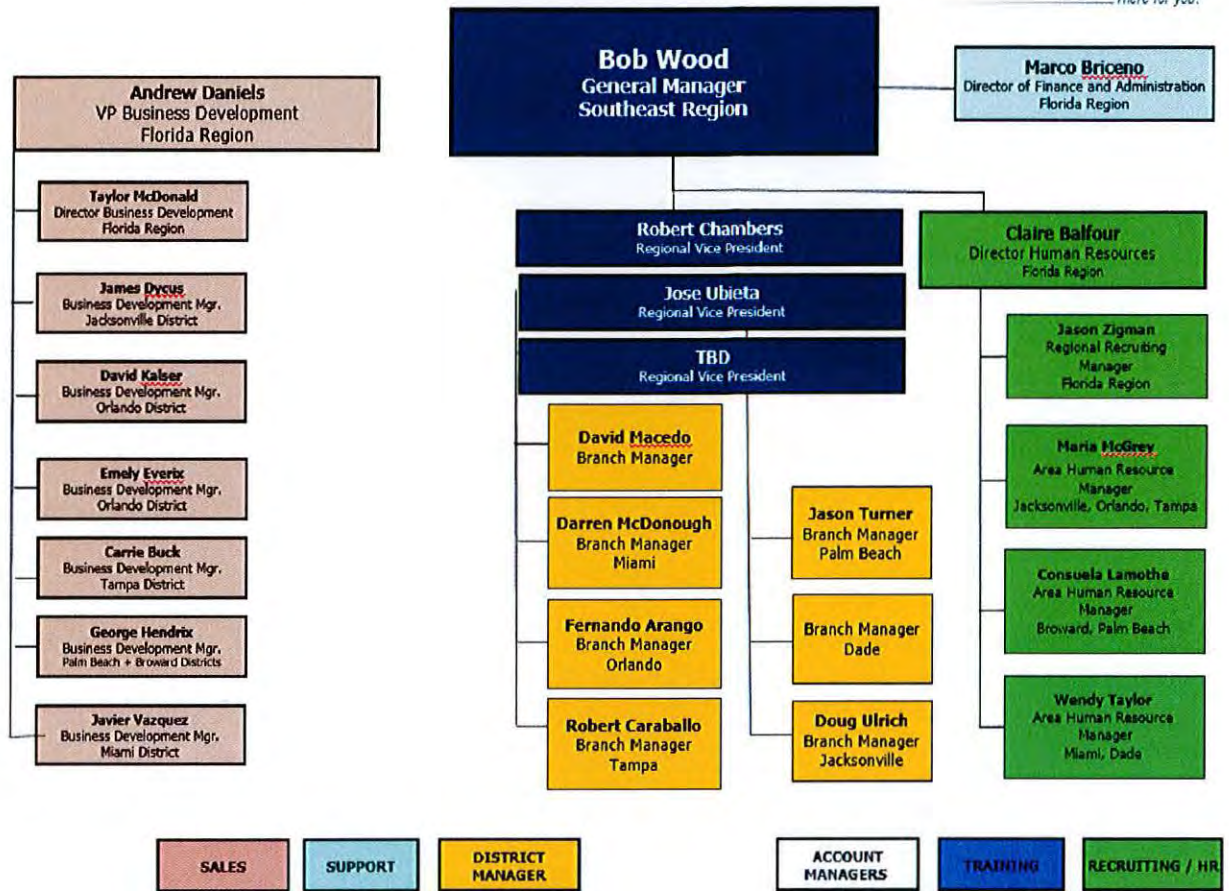 There for you.
Bob Wood
General Manager
Southeast Region
Marco Briceno
Director of Finance and Administration
Florida Region
Andrew Daniels
VP Business Development
Florida Region
Taylor McDonald
Director Business Development
Florida Region
James Dycus
Business Development Mgr.
Jacksonville District
David Kalser
Business Development Mgr.
Orlando District
Emely Everix
Business Development Mgr.
Orlando District
Carrie Buck
Business Development Mgr.
Tampa District
George Hendrix
Business Development Mgr.
Palm Beach + Broward Districts
Javier Vazquez
Business Development Mgr.
Miami District
Robert Chambers
Regional Vice President
Jose Ubieta
Regional Vice President
TBD
Regional Vice President
David Macedo
Branch Manager
Darren McDonough
Branch Manager
Miami
Fernando Arango
Branch Manager
Orlando
Robert Caraballo
Branch Manager
Tampa
Jason Turner
Branch Manager
Palm Beach
Branch Manager
Dade
Doug Ulrich
Branch Manager
Jacksonville
Claire Balfour
Director Human Resources
Florida Region
Jason Zigman
Regional Recruiting
Manager
Florida Region
Maria McGrey
Area Human Resource
Manager
Jacksonville, Orlando, Tampa
Consuela Lamothe
Area Human Resource
Manager
Broward, Palm Beach
Wendy Taylor
Area Human Resource
Manager
Miami, Dade
SALES
SUPPORT
DISTRICT
MANAGER
ACCOUNT
MANAGERS
TRAINING
RECRUITING / HR